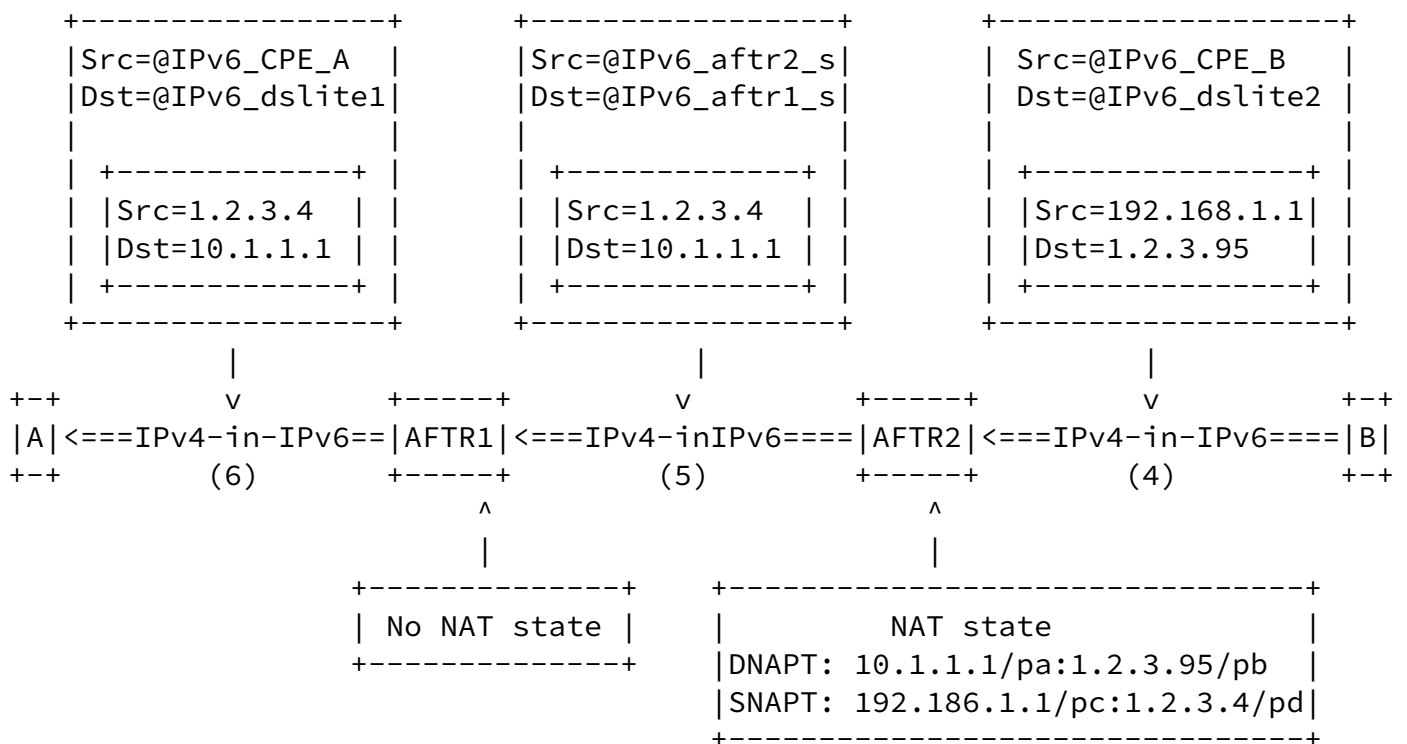 Src=@IPv6_CPE_A Src=@IPv6_aftr2_s Src=@IPv6_CPE_B
Dst=@IPv6_dslite1 Dst=@IPv6_aftr1_s Dst=@IPv6_dslite2
Src=1.2.3.4 Src=1.2.3.4 Src=192.168.1.1
Dst=10.1.1.1 Dst=10.1.1.1 Dst=1.2.3.95
A <===IPv4-in-IPv6== AFTR1 <===IPv4-inIPv6==== AFTR2 <===IPv4-in-IPv6==== B
(6) (5) (4)
No NAT state NAT state
DNAPT: 10.1.1.1/pa:1.2.3.95/pb
SNAPT: 192.186.1.1/pc:1.2.3.4/pd